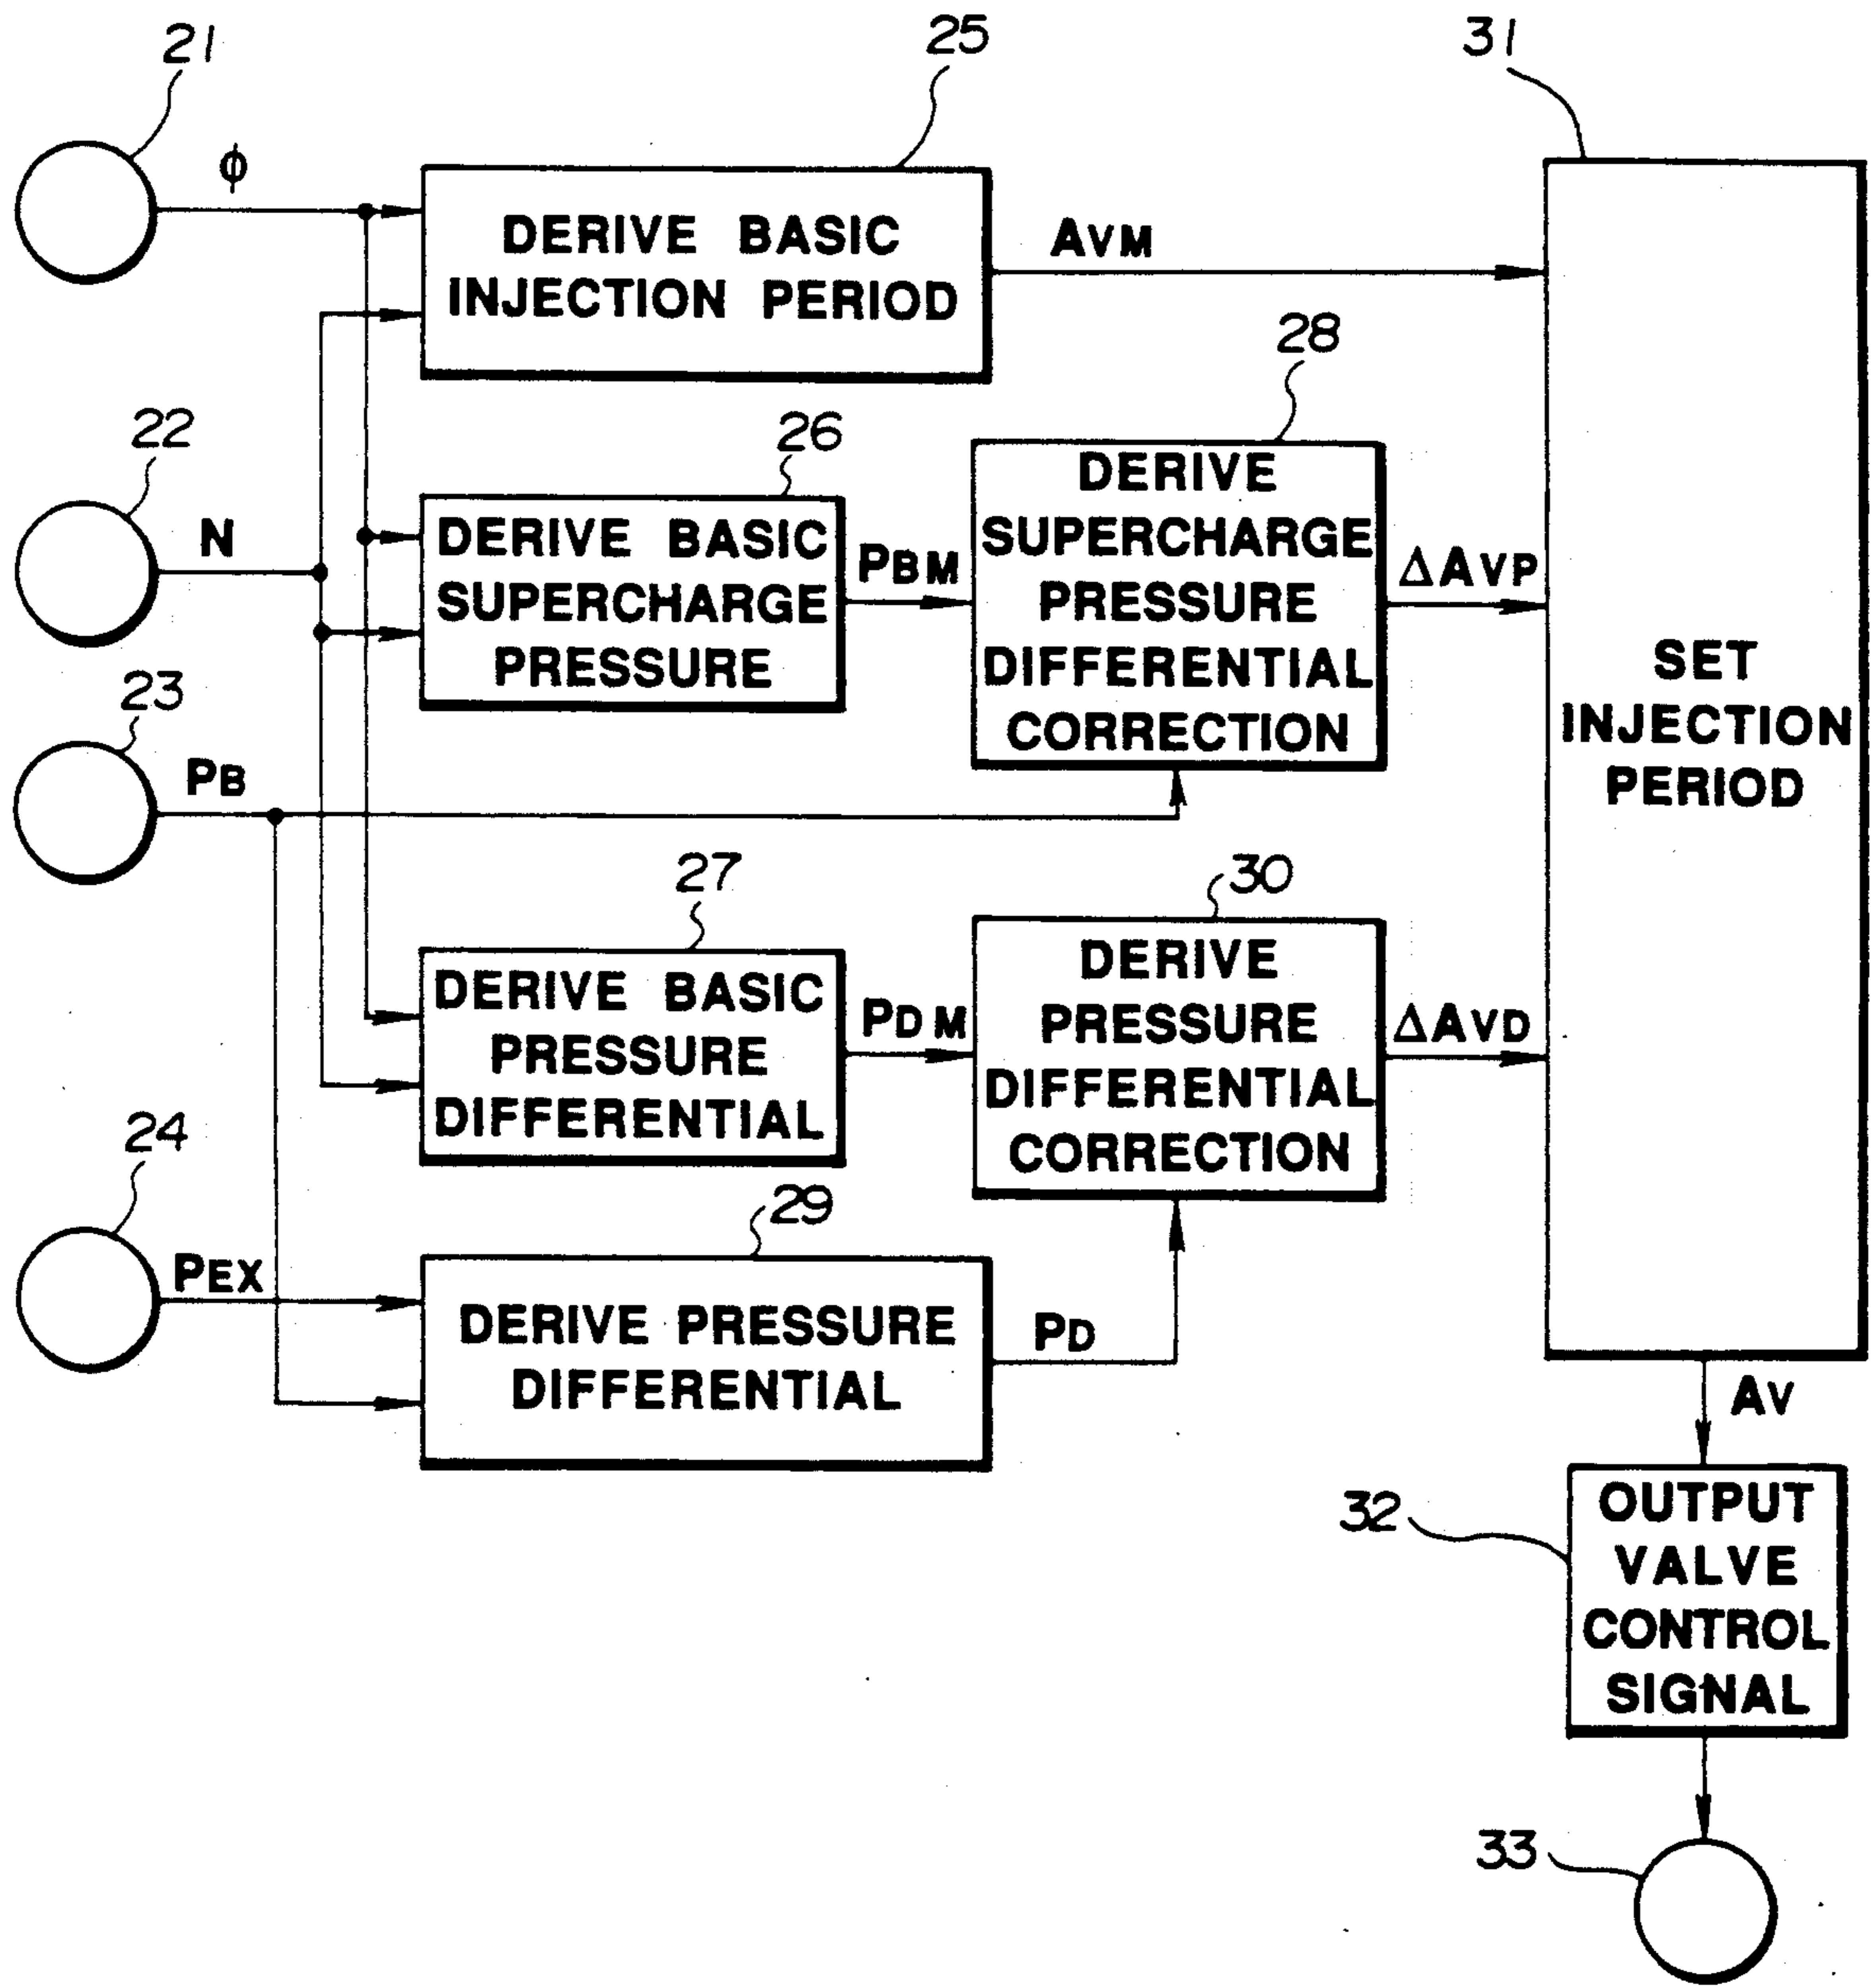 21
25
31
ϕ
DERIVE BASIC
INJECTION PERIOD
AVM
28
22
26
N
DERIVE BASIC
SUPERCHARGE
PRESSURE
PBM
DERIVE
SUPERCHARGE
PRESSURE
DIFFERENTIAL
CORRECTION
ΔAVP
SET
INJECTION
PERIOD
23
PB
27
30
DERIVE BASIC
PRESSURE
DIFFERENTIAL
PDM
DERIVE
PRESSURE
DIFFERENTIAL
CORRECTION
ΔAVD
24
29
PEX
DERIVE PRESSURE
DIFFERENTIAL
PD
AV
32
OUTPUT
VALVE
CONTROL
SIGNAL
33